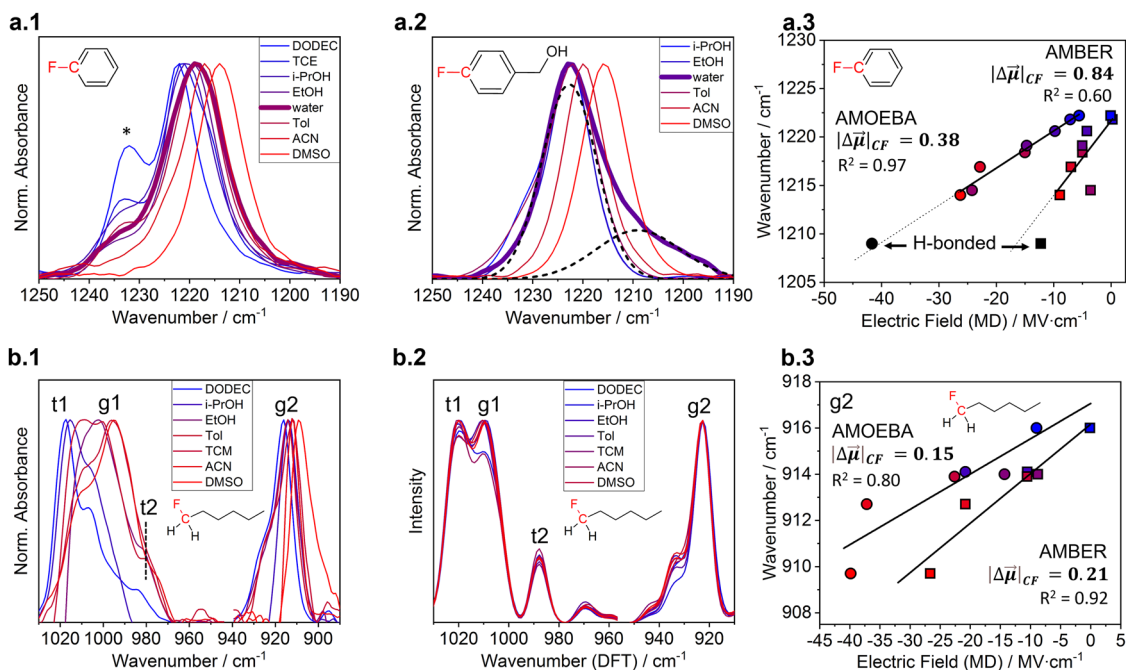 a.1
F
C
*
DODEC
TCE
i-PrOH
EtOH
water
Tol
ACN
DMSO
Norm. Absorbance
1250 1240 1230 1220 1210 1200 1190
Wavenumber / cm-1
a.2
F
C
OH
i-PrOH
EtOH
water
Tol
ACN
DMSO
Norm. Absorbance
1250 1240 1230 1220 1210 1200 1190
Wavenumber / cm-1
a.3
F
C
AMBER
|Δμ⃗|CF = 0.84
R2 = 0.60
AMOEBA
|Δμ⃗|CF = 0.38
R2 = 0.97
H-bonded
Wavenumber / cm-1
1230
1225
1220
1215
1210
1205
-50 -40 -30 -20 -10 0
Electric Field (MD) / MV·cm-1
b.1
t1
g1
t2
g2
DODEC
i-PrOH
EtOH
Tol
TCM
ACN
DMSO
F
C
H H
Norm. Absorbance
1020 1000 980 960 940 920 900
Wavenumber / cm-1
b.2
t1
g1
t2
g2
DODEC
i-PrOH
EtOH
Tol
TCM
ACN
DMSO
F
C
H H
Intensity
1020 1000 980 960 940 920
Wavenumber (DFT) / cm-1
b.3
g2
F
C
H H
AMOEBA
|Δμ⃗|CF = 0.15
R2 = 0.80
AMBER
|Δμ⃗|CF = 0.21
R2 = 0.92
Wavenumber / cm-1
918
916
914
912
910
908
-45 -40 -35 -30 -25 -20 -15 -10 -5 0
Electric Field (MD) / MV·cm-1